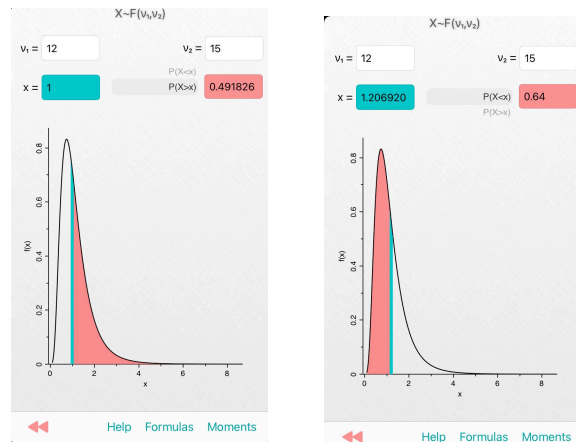 X~F(ν₁,ν₂)
ν₁ = 12 ν₂ = 15
P(X<x)
x = 1 P(X>x) 0.491826
0.8
0.6
f(x)
0.4
0.2
0
0 2 4 6 8
x
Help Formulas Moments
X~F(ν₁,ν₂)
ν₁ = 12 ν₂ = 15
x = 1.206920 P(X<x) 0.64
P(X>x)
0.8
0.6
f(x)
0.4
0.2
0
0 2 4 6 8
x
Help Formulas Moments